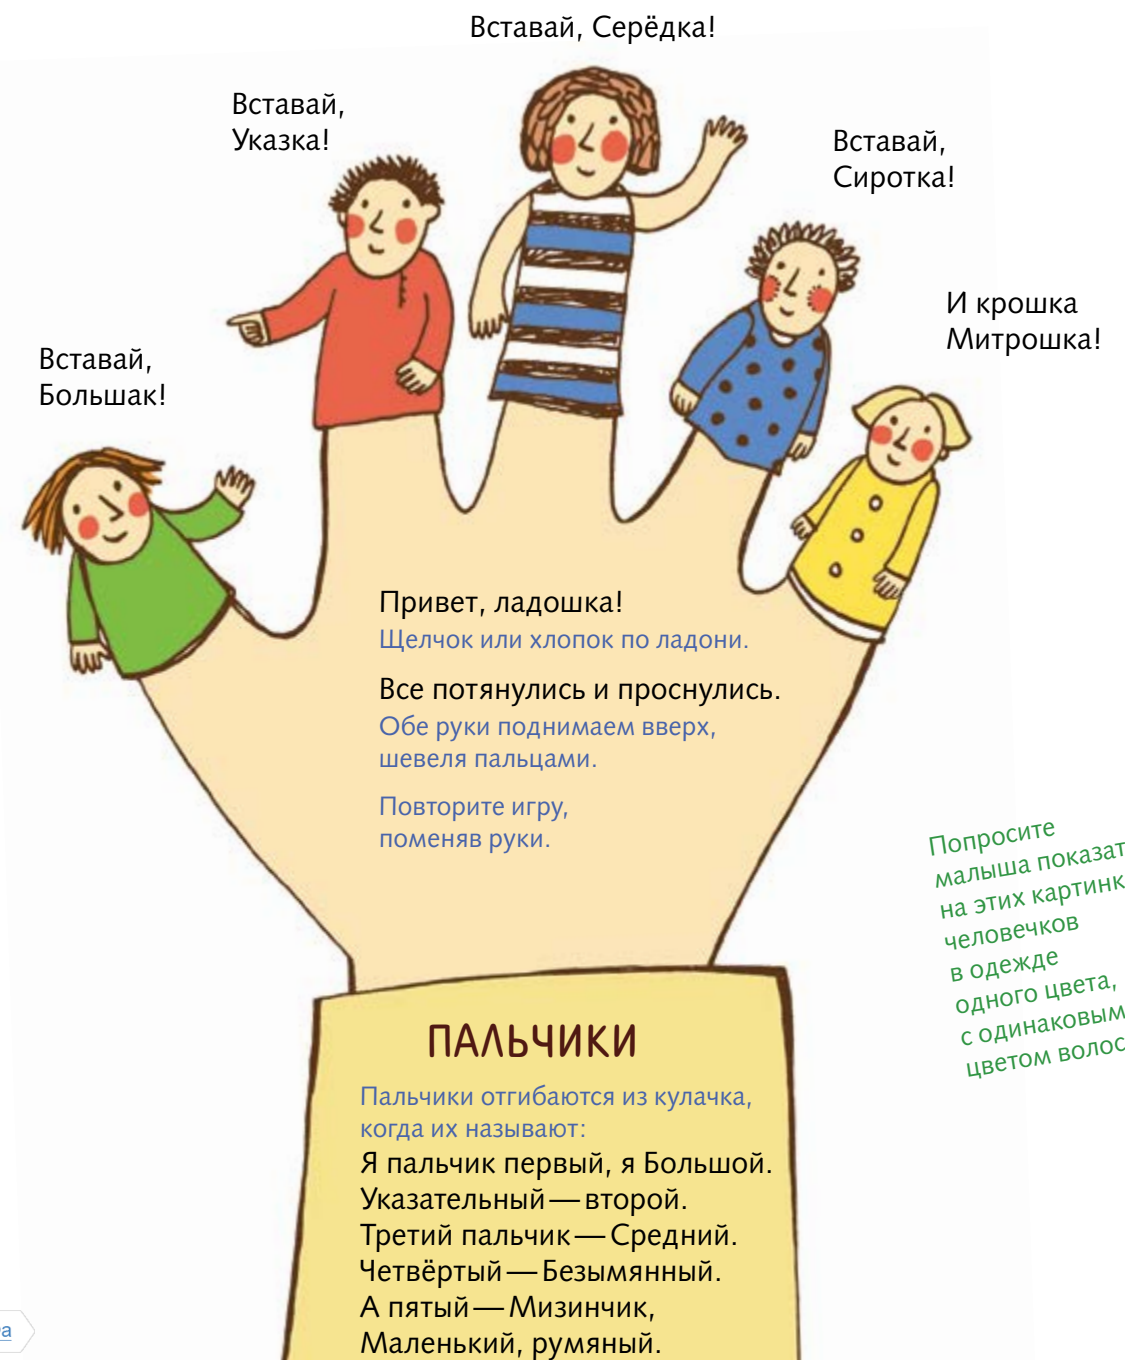 Вставай, Серёдка!
Вставай,
Указка!
Вставай,
Сиротка!
И крошка
Митрошка!
Вставай,
Большак!
Привет, ладошка!
Щелчок или хлопок по ладони.
Все потянулись и проснулись.
Обе руки поднимаем вверх,
шевеля пальцами.
Повторите игру,
поменяв руки.
Попросите
малыша показат
на этих картинк
человечков
в одежде
одного цвета,
с одинаковым
цветом волос
ПАЛЬЧИКИ
Пальчики отгибаются из кулачка,
когда их называют:
Я пальчик первый, я Большой.
Указательный — второй.
Третий пальчик — Средний.
Четвёртый — Безымянный.
А пятый — Мизинчик,
Маленький, румяный.